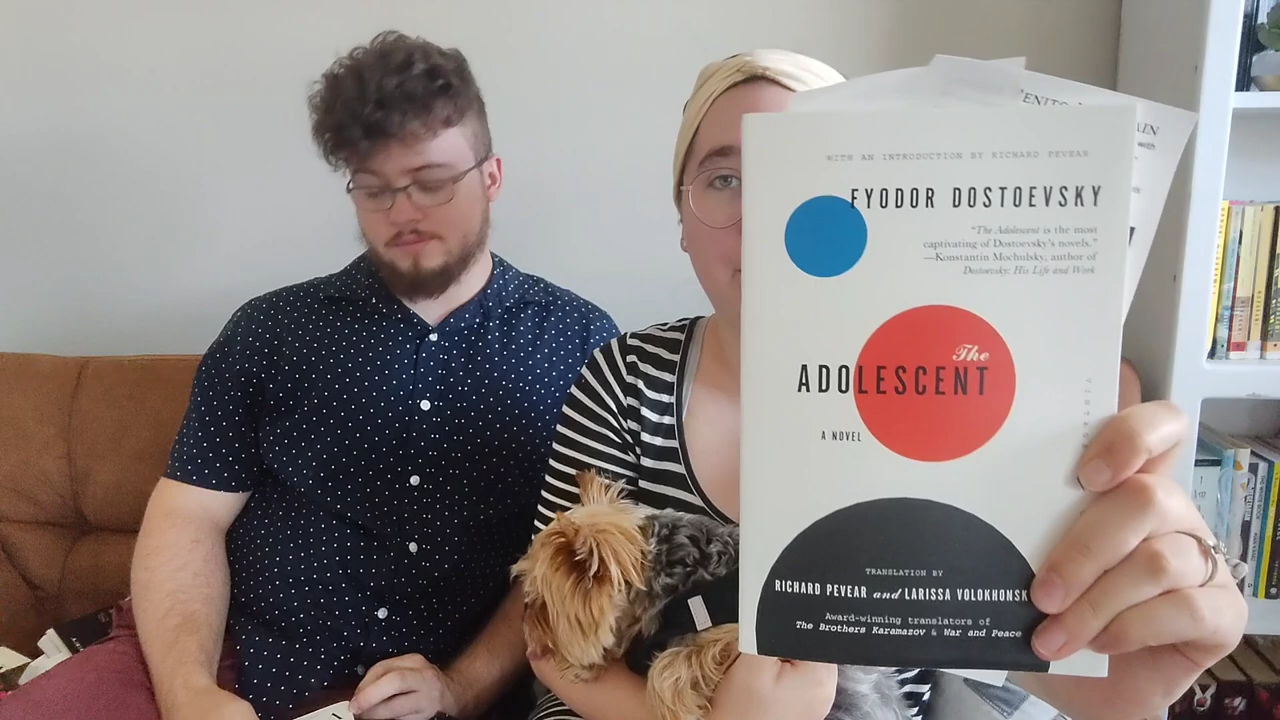 WITH AN INTRODUCTION BY RICHARD PEVEAR
FYODOR DOSTOEVSKY
“The Adolescent is the most
captivating of Dostoevsky's novels.”
—Konstantin Mochulsky, author of
Dostoevsky: His Life and Work
The
ADOLESCENT
A NOVEL
TRANSLATION BY
RICHARD PEVEAR and LARISSA VOLOKHONSK
Award-winning translators of
The Brothers Karamazov & War and Peace